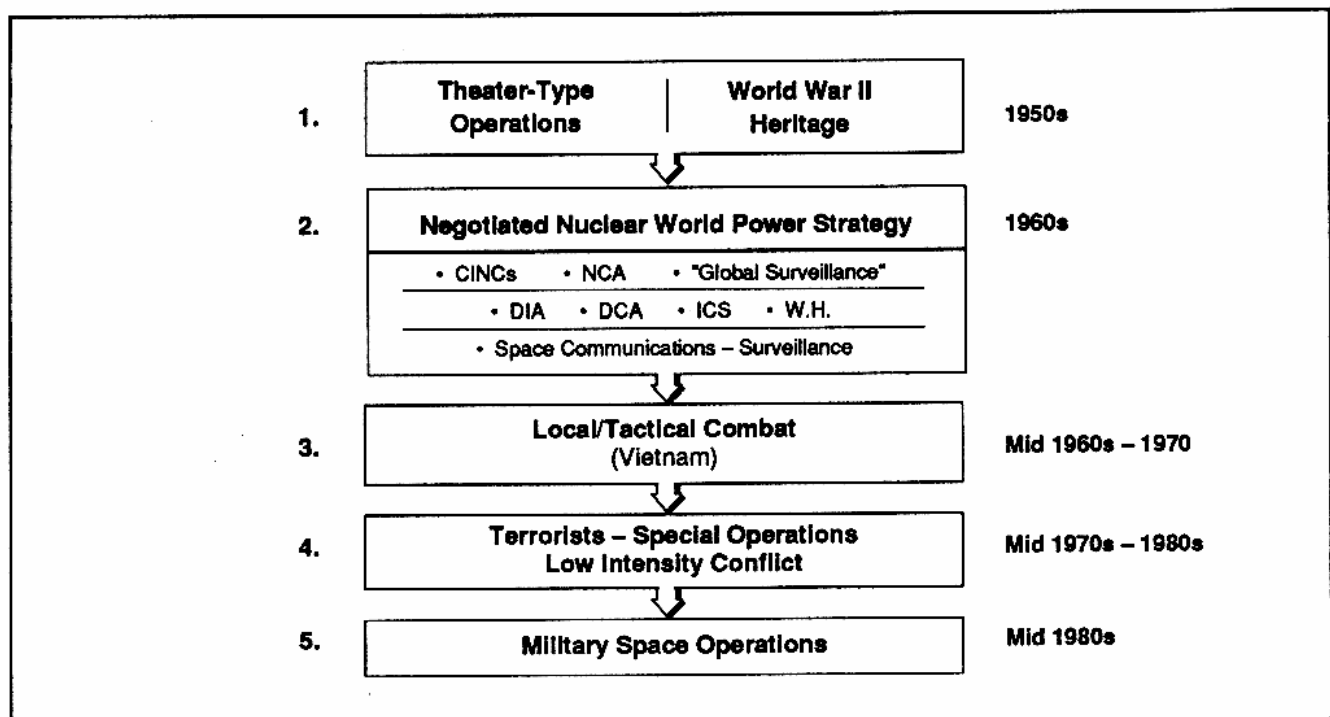 1.
Theater-Type
Operations
World War II
Heritage
1950s
2.
Negotiated Nuclear World Power Strategy
1960s
• CINCs • NCA • "Global Surveillance"
• DIA • DCA • ICS • W.H.
• Space Communications – Surveillance
3.
Local/Tactical Combat
(Vietnam)
Mid 1960s – 1970
4.
Terrorists – Special Operations
Low Intensity Conflict
Mid 1970s – 1980s
5.
Military Space Operations
Mid 1980s